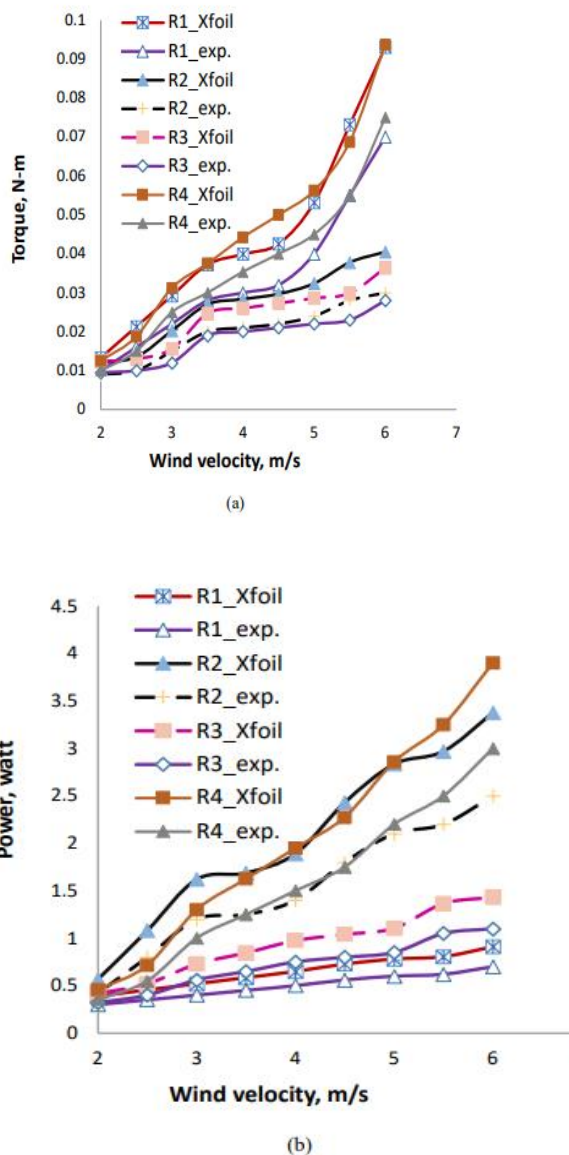 0.1
0.09
0.08
0.07
0.06
0.05
0.04
0.03
0.02
0.01
0
Torque, N-m
R1_Xfoil
R1_exp.
R2_Xfoil
R2_exp.
R3_Xfoil
R3_exp.
R4_Xfoil
R4_exp.
2 3 4 5 6 7
Wind velocity, m/s
(a)
4.5
4
3.5
3
2.5
2
1.5
1
0.5
0
Power, watt
R1_Xfoil
R1_exp.
R2_Xfoil
R2_exp.
R3_Xfoil
R3_exp.
R4_Xfoil
R4_exp.
2 3 4 5 6
Wind velocity, m/s
(b)